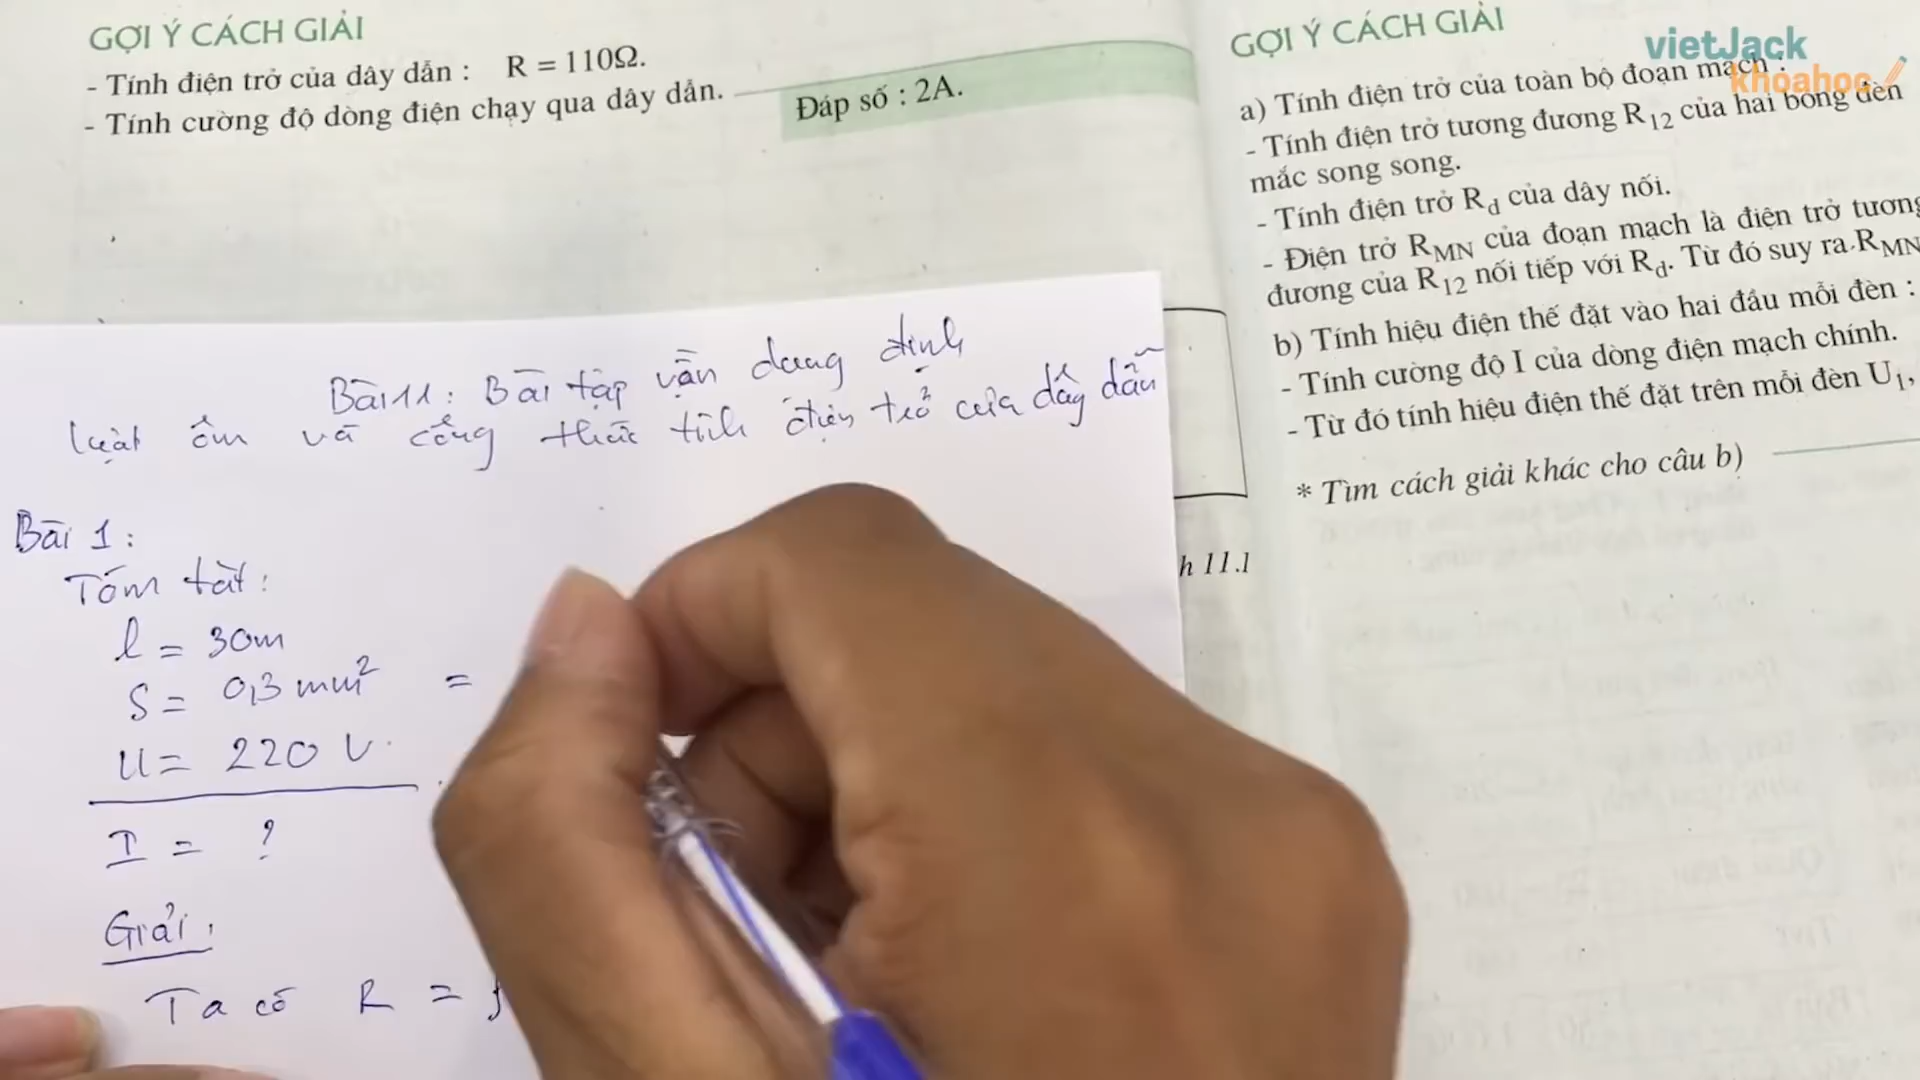 GỢI Ý CÁCH GIẢI
- Tính điện trở của dây dẫn : R = 110Ω.
- Tính cường độ dòng điện chạy qua dây dẫn.
Đáp số : 2A.
Bài 11: Bài tập vận dụng định
luật ôm và công thức tính điện trở của dây dẫn
Bài 1:
Tóm tắt:
l = 30m
S = 0,3 mm² =
U = 220 V
I = ?
Giải:
Ta có R =
vietJack
khoahoc
GỢI Ý CÁCH GIẢI
a) Tính điện trở của toàn bộ đoạn mạch :
- Tính điện trở tương đương R₁₂ của hai bóng đèn
mắc song song.
- Tính điện trở Rd của dây nối.
- Điện trở RMN của đoạn mạch là điện trở tương
đương của R₁₂ nối tiếp với Rd. Từ đó suy ra RMN
b) Tính hiệu điện thế đặt vào hai đầu mỗi đèn :
- Tính cường độ I của dòng điện mạch chính.
- Từ đó tính hiệu điện thế đặt trên mỗi đèn U₁,
* Tìm cách giải khác cho câu b)
h 11.1